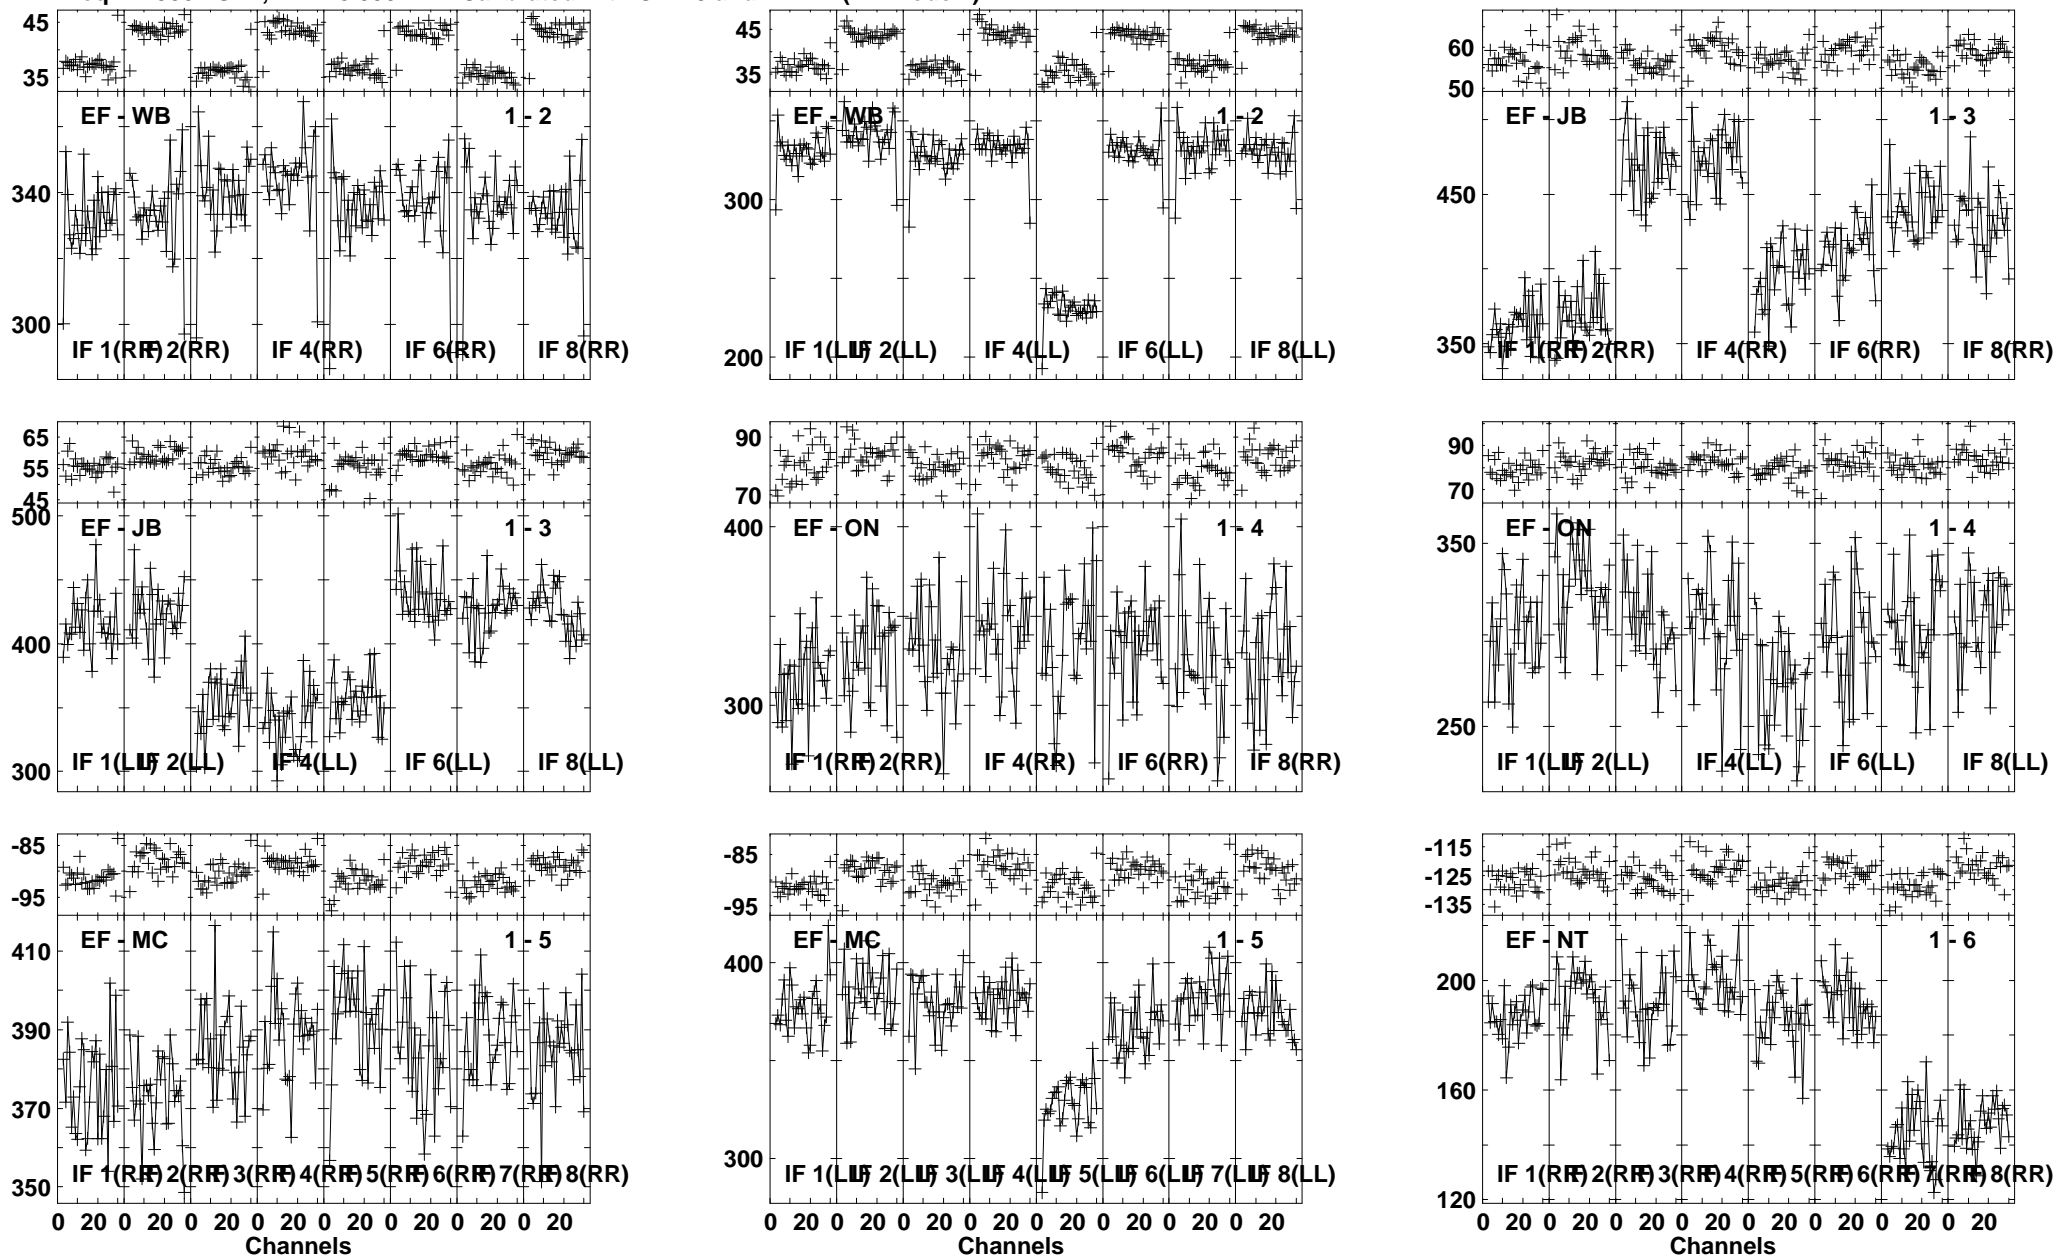 45
35
EF - WB 1 - 2
340
300
IF 1(RR) IF 2(RR) IF 4(RR) IF 6(RR) IF 8(RR)
45
35
EF - WB 1 - 2
300
200
IF 1(LL) IF 2(LL) IF 4(LL) IF 6(LL) IF 8(LL)
60
50
EF - JB 1 - 3
450
350
IF 1(RR) IF 2(RR) IF 4(RR) IF 6(RR) IF 8(RR)
65
55
45
500
EF - JB 1 - 3
400
300
IF 1(LL) IF 2(LL) IF 4(LL) IF 6(LL) IF 8(LL)
90
70
400
EF - ON 1 - 4
300
IF 1(RR) IF 2(RR) IF 4(RR) IF 6(RR) IF 8(RR)
90
70
EF - ON 1 - 4
350
250
IF 1(LL) IF 2(LL) IF 4(LL) IF 6(LL) IF 8(LL)
-85
-95
EF - MC 1 - 5
410
390
370
350
IF 1(RR) IF 2(RR) IF 3(RR) IF 4(RR) IF 5(RR) IF 6(RR) IF 7(RR) IF 8(RR)
0 20 0 20 0 20 0 20 0 20 0 20 0 20 0 20
Channels
-85
-95
EF - MC 1 - 5
400
300
IF 1(LL) IF 2(LL) IF 3(LL) IF 4(LL) IF 5(LL) IF 6(LL) IF 7(LL) IF 8(LL)
0 20 0 20 0 20 0 20 0 20 0 20 0 20 0 20
Channels
-115
-125
-135
EF - NT 1 - 6
200
160
120
IF 1(RR) IF 2(RR) IF 3(RR) IF 4(RR) IF 5(RR) IF 6(RR) IF 7(RR) IF 8(RR)
0 20 0 20 0 20 0 20 0 20 0 20 0 20 0 20
Channels